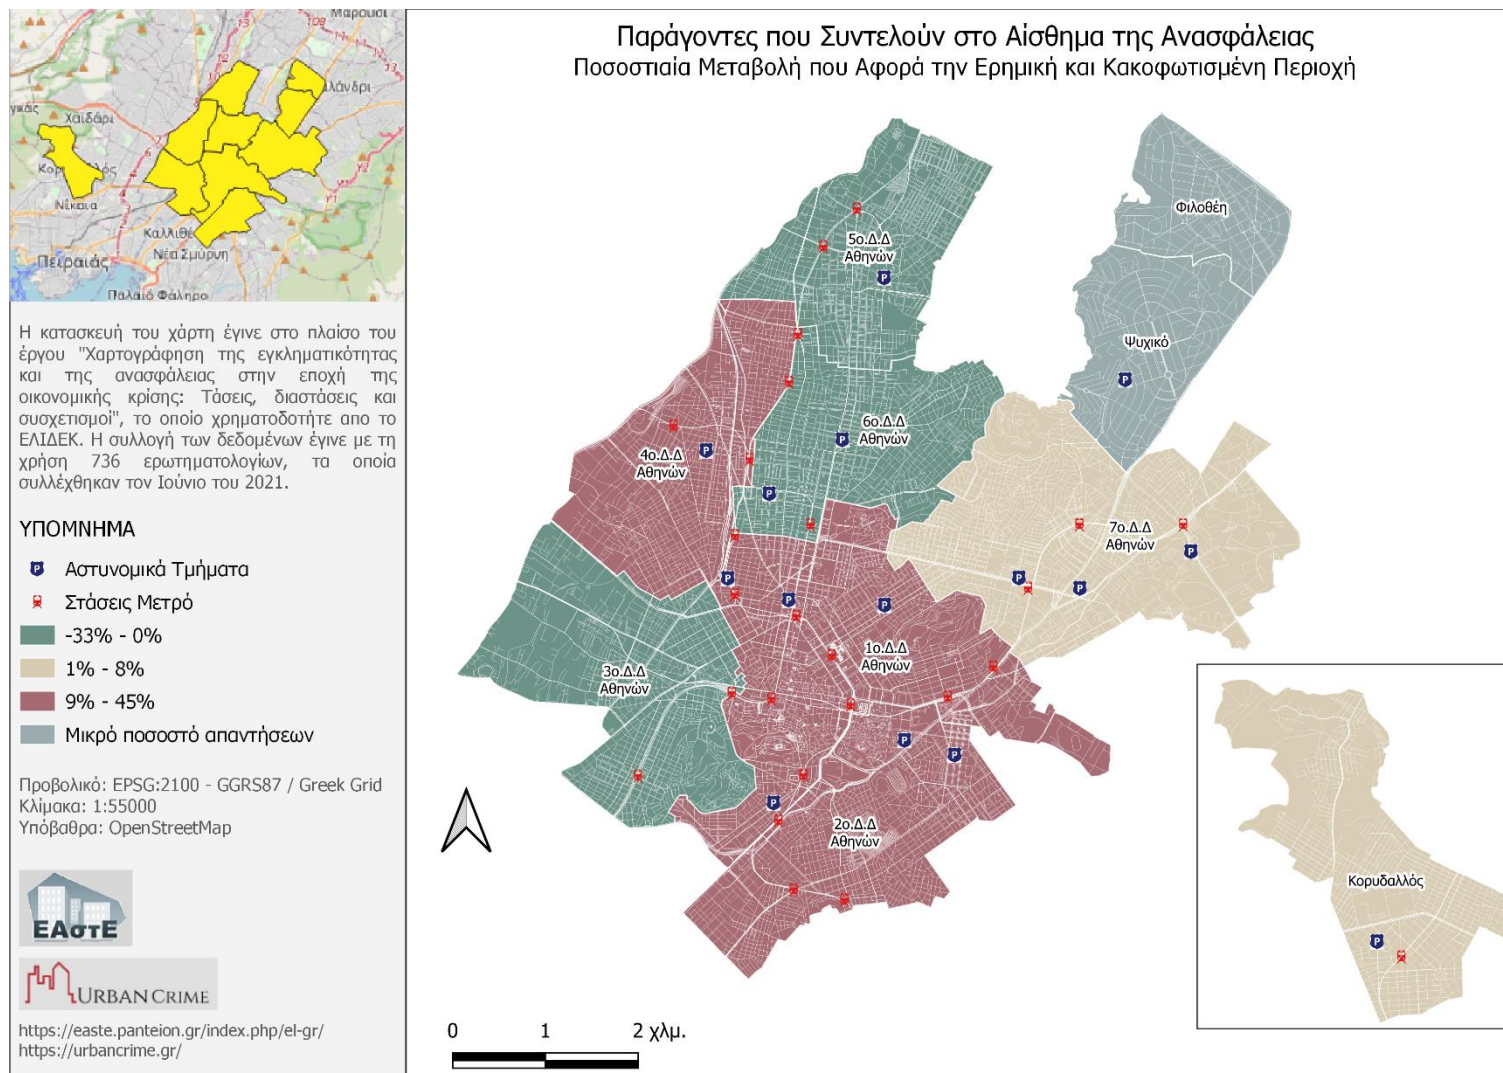 Παράγοντες που Συντελούν στο Αίσθημα της Ανασφάλειας
Ποσοστιαία Μεταβολή που Αφορά την Ερημική και Κακοφωτισμένη Περιοχή
Μαρούσι
Χαϊδάρι
Νίκαια
Καλλιθέ
Νέα Σμύρνη
Πειραιάς
Παλαιό Φάληρο
λάνδρι
Η κατασκευή του χάρτη έγινε στο πλαίσο του
έργου "Χαρτογράφηση της εγκληματικότητας
και της ανασφάλειας στην εποχή της
οικονομικής κρίσης: Τάσεις, διαστάσεις και
συσχετισμοί", το οποίο χρηματοδοτήτε απο το
ΕΛΙΔΕΚ. Η συλλογή των δεδομένων έγινε με τη
χρήση 736 ερωτηματολογίων, τα οποία
συλλέχθηκαν τον Ιούνιο του 2021.
ΥΠΟΜΝΗΜΑ
Αστυνομικά Τμήματα
Στάσεις Μετρό
-33% - 0%
1% - 8%
9% - 45%
Μικρό ποσοστό απαντήσεων
Προβολικό: EPSG:2100 - GGRS87 / Greek Grid
Κλίμακα: 1:55000
Υπόβαθρα: OpenStreetMap
ΕΑστΕ
URBAN CRIME
https://easte.panteion.gr/index.php/el-gr/
https://urbancrime.gr/
Φιλοθέη
Ψυχικό
5ο.Δ.Δ
Αθηνών
6ο.Δ.Δ
Αθηνών
4ο.Δ.Δ
Αθηνών
7ο.Δ.Δ
Αθηνών
1ο.Δ.Δ
Αθηνών
3ο.Δ.Δ
Αθηνών
2ο.Δ.Δ
Αθηνών
Κορυδαλλός
0 1 2 χλμ.